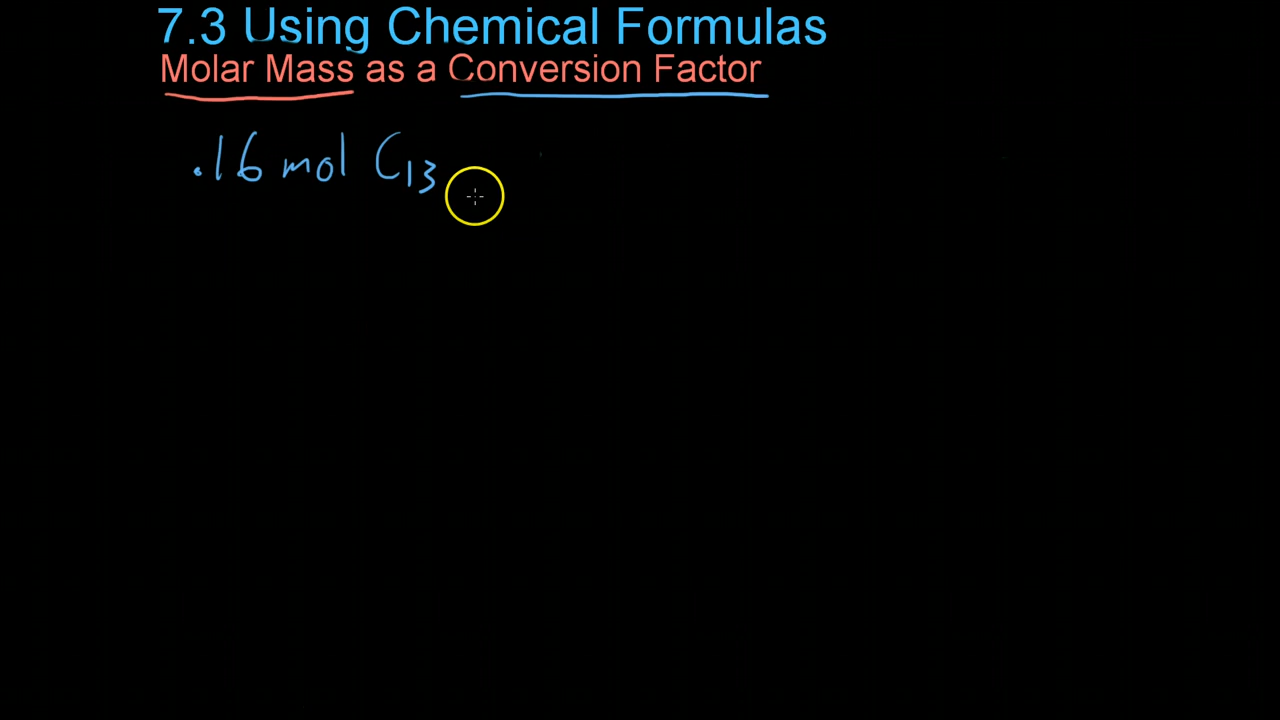 7.3 Using Chemical Formulas
Molar Mass as a Conversion Factor
.16 mol C₁₃